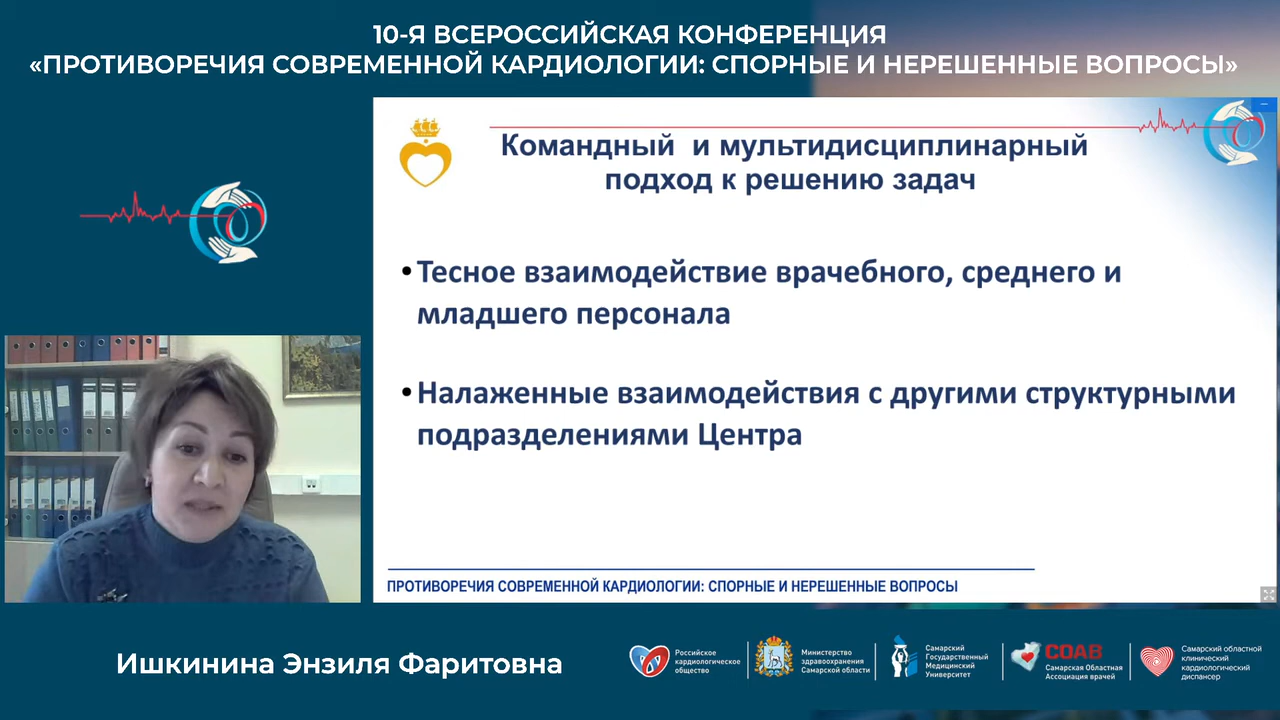 10-Я ВСЕРОССИЙСКАЯ КОНФЕРЕНЦИЯ
«ПРОТИВОРЕЧИЯ СОВРЕМЕННОЙ КАРДИОЛОГИИ: СПОРНЫЕ И НЕРЕШЕННЫЕ ВОПРОСЫ»
Командный и мультидисциплинарный
подход к решению задач
• Тесное взаимодействие врачебного, среднего и
младшего персонала
• Налаженные взаимодействия с другими структурными
подразделениями Центра
ПРОТИВОРЕЧИЯ СОВРЕМЕННОЙ КАРДИОЛОГИИ: СПОРНЫЕ И НЕРЕШЕННЫЕ ВОПРОСЫ
Ишкинина Энзиля Фаритовна
Российское
кардиологическое
общество
Министерство
здравоохранения
Самарской области
Самарский
Государственный
Медицинский
Университет
СОАВ
Самарская Областная
Ассоциация врачей
Самарский областной
клинический
кардиологический
диспансер